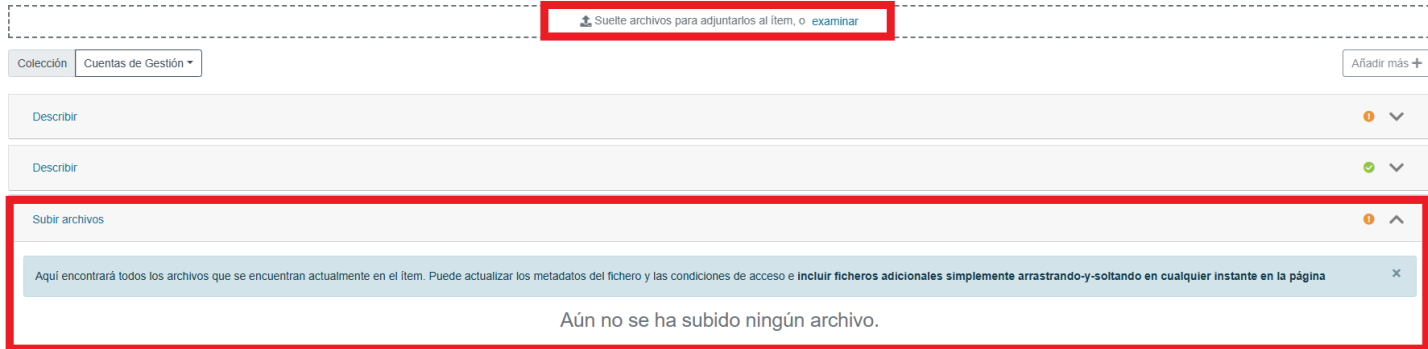 Suelte archivos para adjuntarlos al ítem, o examinar
Colección Cuentas de Gestión Añadir más
Describir
Describir
Subir archivos
Aquí encontrará todos los archivos que se encuentran actualmente en el ítem. Puede actualizar los metadatos del fichero y las condiciones de acceso e incluir ficheros adicionales simplemente arrastrando-y-soltando en cualquier instante en la página ×
Aún no se ha subido ningún archivo.